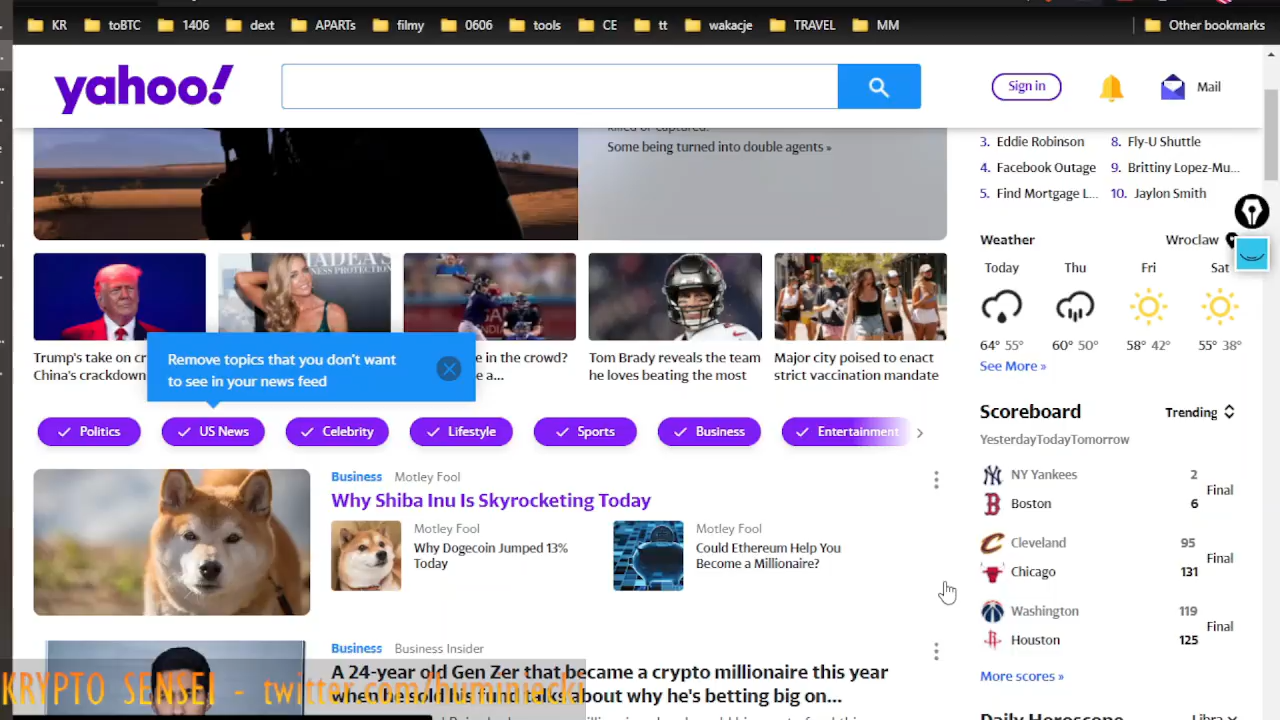 KR toBTC 1406 dext APARTs filmy 0606 tools CE tt wakacje TRAVEL MM Other bookmarks
yahoo!
Sign in
Mail
Some being turned into double agents »
3. Eddie Robinson 8. Fly-U Shuttle
4. Facebook Outage 9. Brittiny Lopez-Mu...
5. Find Mortgage L... 10. Jaylon Smith
Weather Wroclaw
Today Thu Fri Sat
64° 55° 60° 50° 58° 42° 55° 38°
See More »
Trump's take on
China's crackdown
in the crowd?
a...
Tom Brady reveals the team
he loves beating the most
Major city poised to enact
strict vaccination mandate
Remove topics that you don't want
to see in your news feed
Politics US News Celebrity Lifestyle Sports Business Entertainment
Business Motley Fool
Why Shiba Inu Is Skyrocketing Today
Motley Fool
Why Dogecoin Jumped 13%
Today
Motley Fool
Could Ethereum Help You
Become a Millionaire?
Business Business Insider
A 24-year old Gen Zer that became a crypto millionaire this year
when he sold his fund talks about why he's betting big on...
Scoreboard Trending
YesterdayTodayTomorrow
NY Yankees 2
Final
Boston 6
Cleveland 95
Final
Chicago 131
Washington 119
Final
Houston 125
More scores »
KRYPTO SENSEI - twitter.com/huminiecki